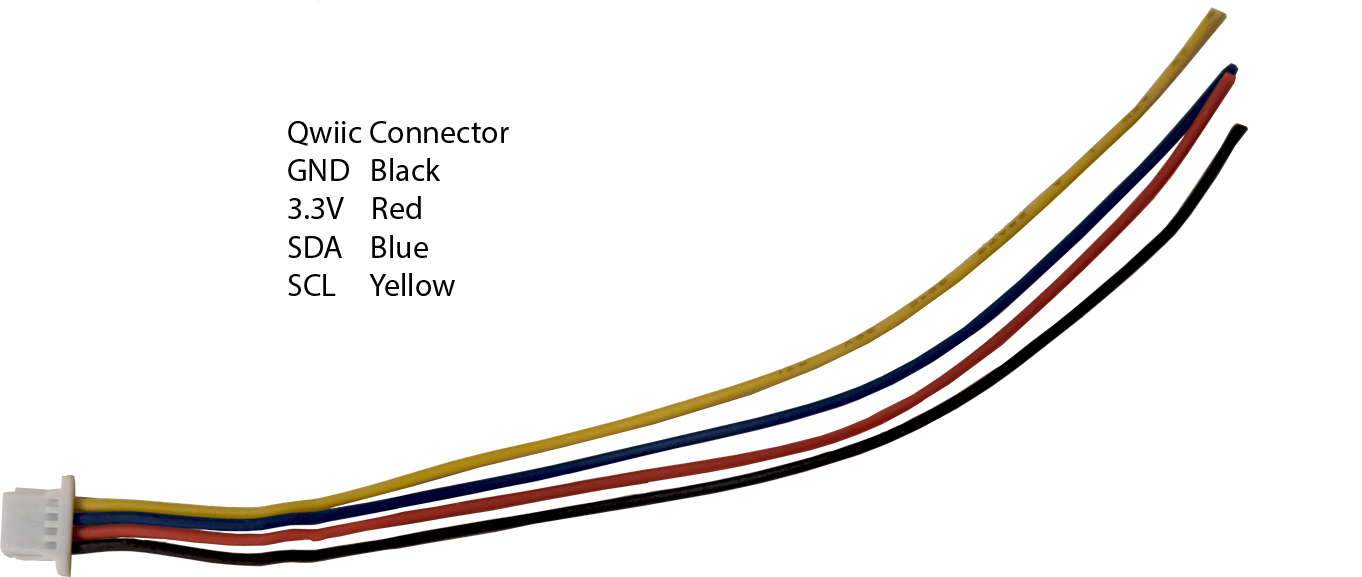 Qwiic Connector
GND Black
3.3V Red
SDA Blue
SCL Yellow